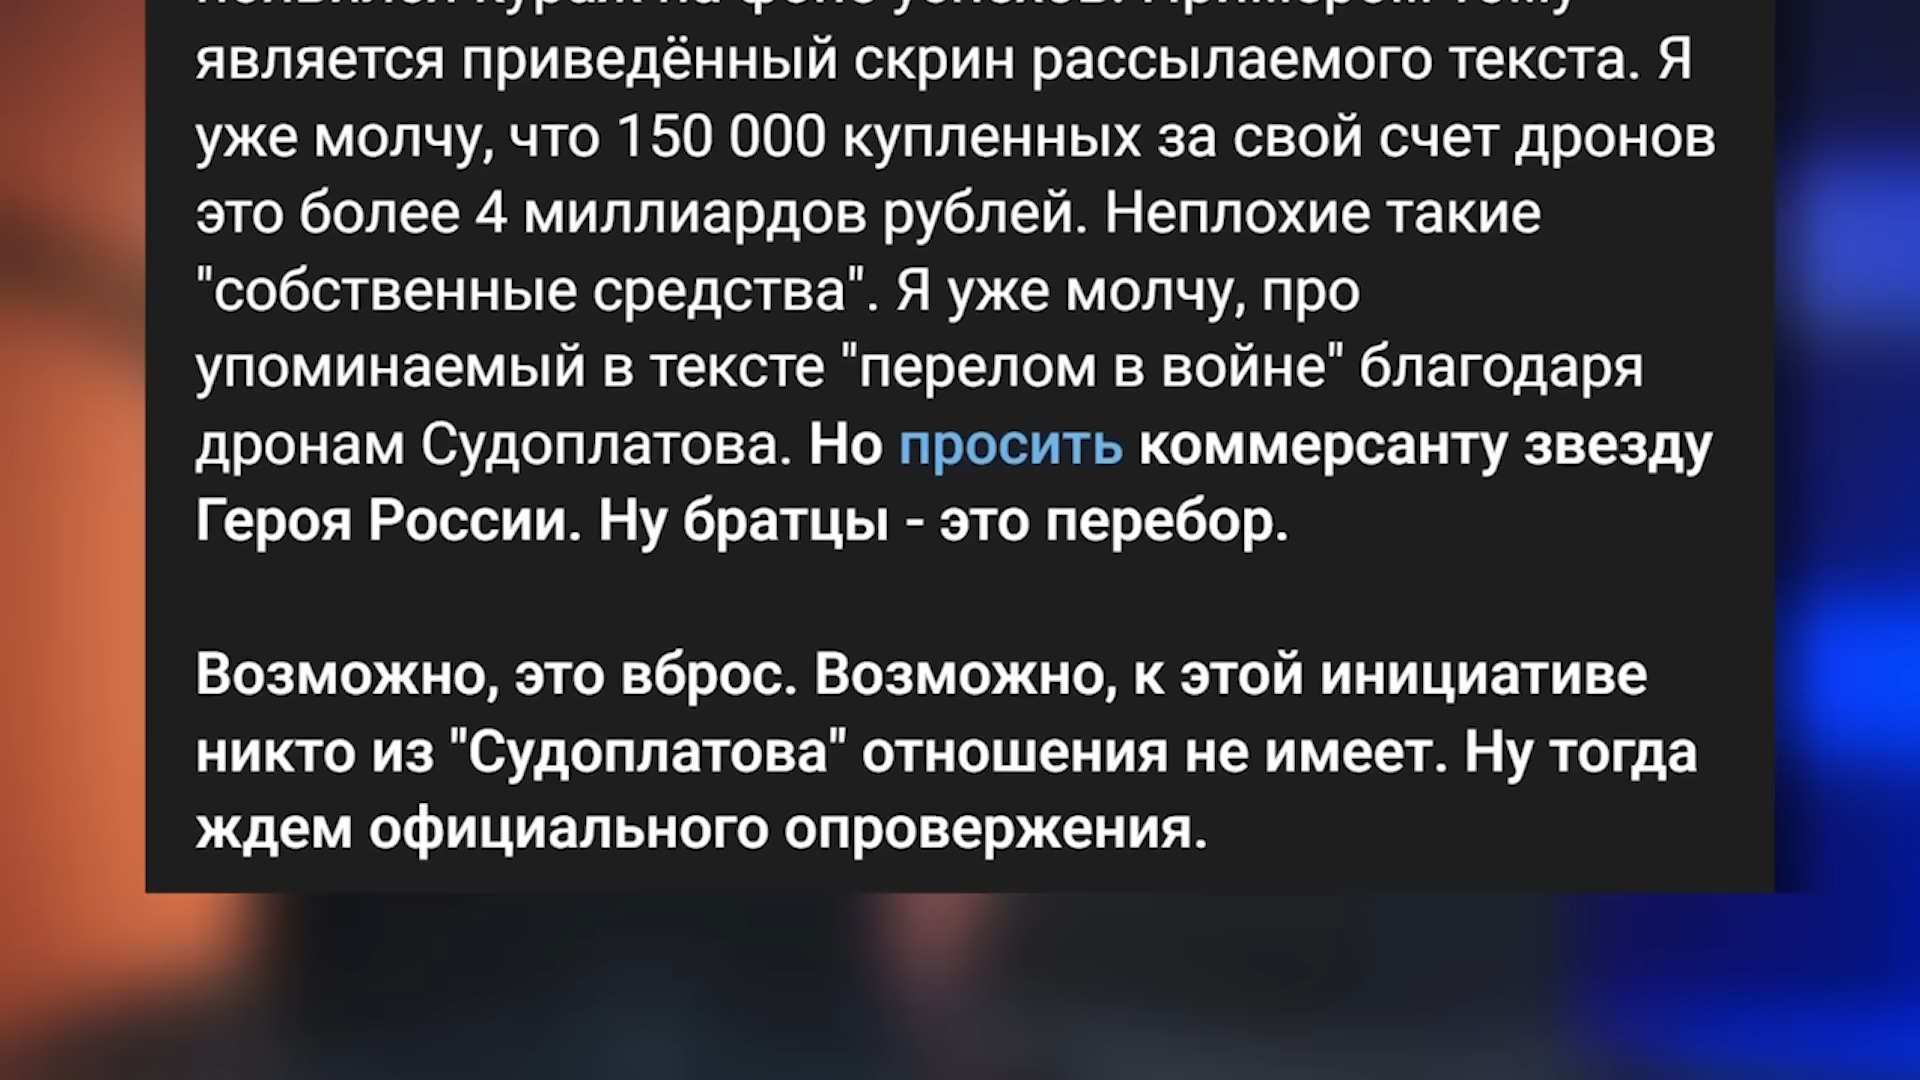 является приведённый скрин рассылаемого текста. Я
уже молчу, что 150 000 купленных за свой счет дронов
это более 4 миллиардов рублей. Неплохие такие
"собственные средства". Я уже молчу, про
упоминаемый в тексте "перелом в войне" благодаря
дронам Судоплатова. Но просить коммерсанту звезду
Героя России. Ну братцы - это перебор.
Возможно, это вброс. Возможно, к этой инициативе
никто из "Судоплатова" отношения не имеет. Ну тогда
ждем официального опровержения.